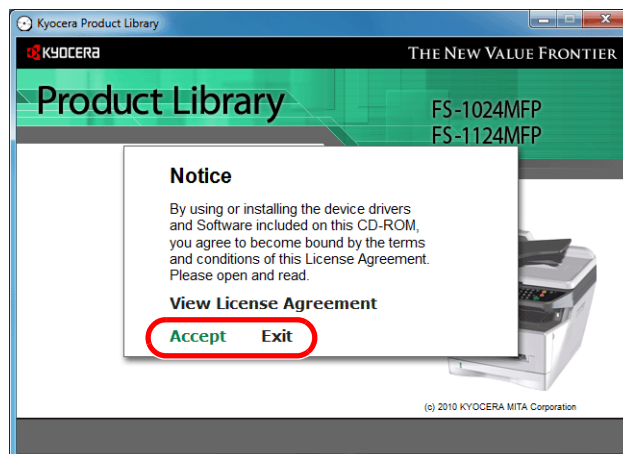 Kyocera Product Library
KYOCERA
THE NEW VALUE FRONTIER
Product Library
FS-1024MFP
FS-1124MFP
Notice
By using or installing the device drivers
and Software included on this CD-ROM,
you agree to become bound by the terms
and conditions of this License Agreement.
Please open and read.
View License Agreement
Accept Exit
(c) 2010 KYOCERA MITA Corporation